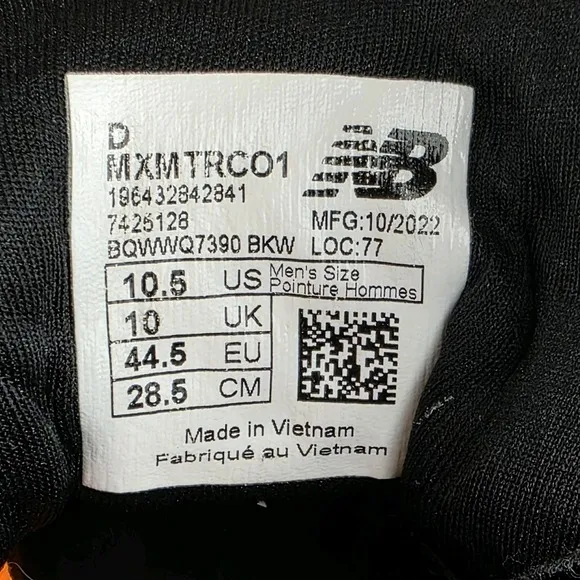 D
MXMTRCO1
196432842841
7425128
BQWWQ7390 BKW
NB
MFG:10/2022
LOC:77
10.5 US Men's Size
Pointure Hommes
10 UK
44.5 EU
28.5 CM
Made in Vietnam
Fabriqué au Vietnam